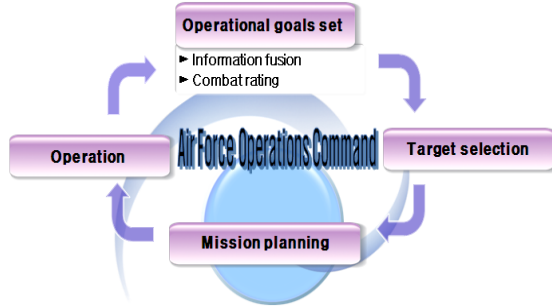 Operational goals set
► Information fusion
► Combat rating
Air Force Operations Command
Operation
Target selection
Mission planning